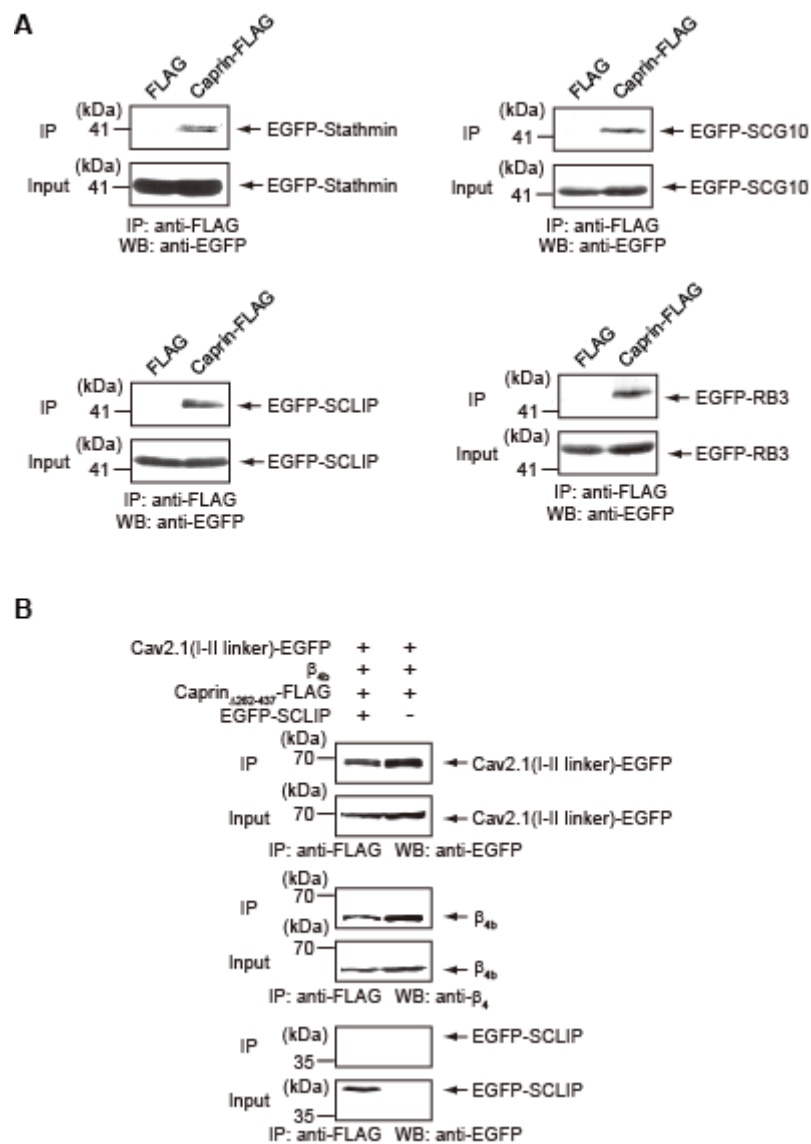 A
FLAG
Caprin-FLAG
(kDa)
IP 41 EGFP-Stathmin
Input 41 EGFP-Stathmin
IP: anti-FLAG
WB: anti-EGFP
FLAG
Caprin-FLAG
(kDa)
IP 41 EGFP-SCG10
Input 41 EGFP-SCG10
IP: anti-FLAG
WB: anti-EGFP
FLAG
Caprin-FLAG
(kDa)
IP 41 EGFP-SCLIP
Input 41 EGFP-SCLIP
IP: anti-FLAG
WB: anti-EGFP
FLAG
Caprin-FLAG
(kDa)
IP 41 EGFP-RB3
Input 41 EGFP-RB3
IP: anti-FLAG
WB: anti-EGFP
B
Cav2.1(I-II linker)-EGFP + +
β4b + +
CaprinΔ262-437-FLAG + +
EGFP-SCLIP + -
(kDa)
IP 70 Cav2.1(I-II linker)-EGFP
(kDa)
Input 70 Cav2.1(I-II linker)-EGFP
IP: anti-FLAG WB: anti-EGFP
(kDa)
70
IP β4b
(kDa)
70
Input β4b
IP: anti-FLAG WB: anti-β4
(kDa) EGFP-SCLIP
IP
35
(kDa) EGFP-SCLIP
Input
35
IP: anti-FLAG WB: anti-EGFP